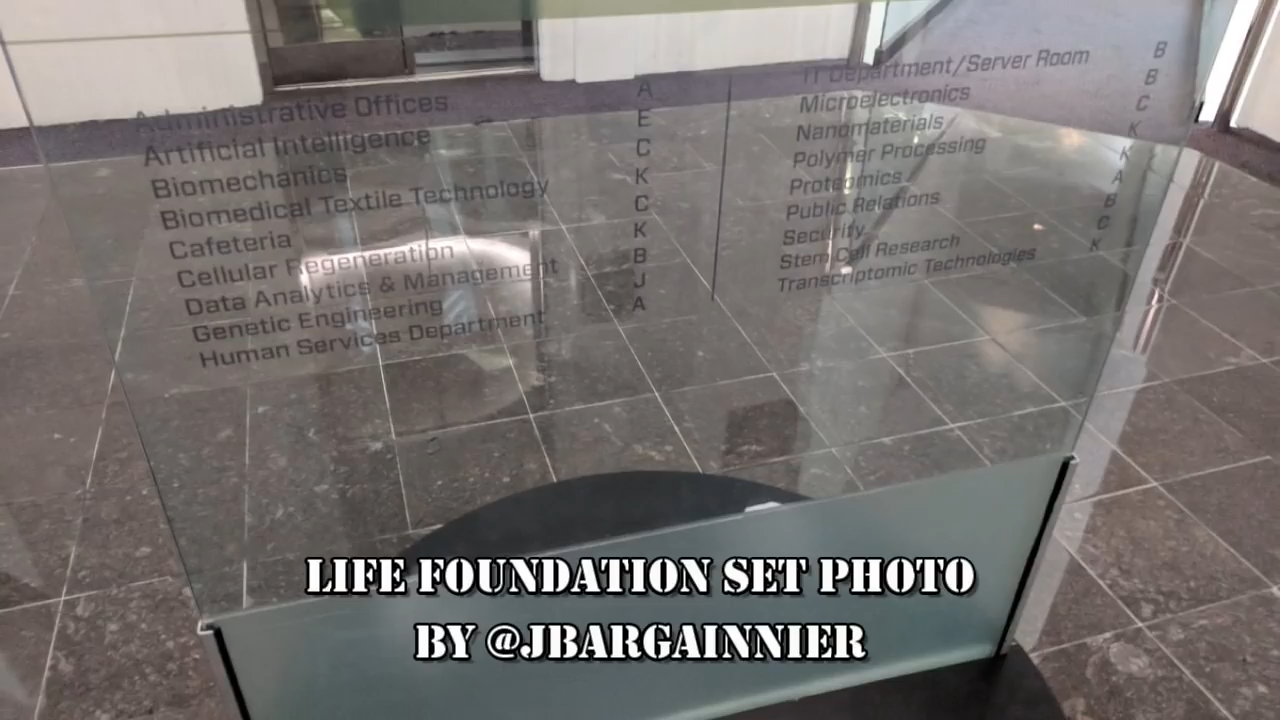 Administrative Offices A
Artificial Intelligence E
Biomechanics C
Biomedical Textile Technology K
Cafeteria C
Cellular Regeneration K
Data Analytics & Management B
Genetic Engineering J
Human Services Department A
IT Department/Server Room B
Microelectronics B
Nanomaterials C
Polymer Processing K
Proteomics K
Public Relations A
Security B
Stem Cell Research C
Transcriptomic Technologies K
LIFE FOUNDATION SET PHOTO
BY @JBARGAINNIER